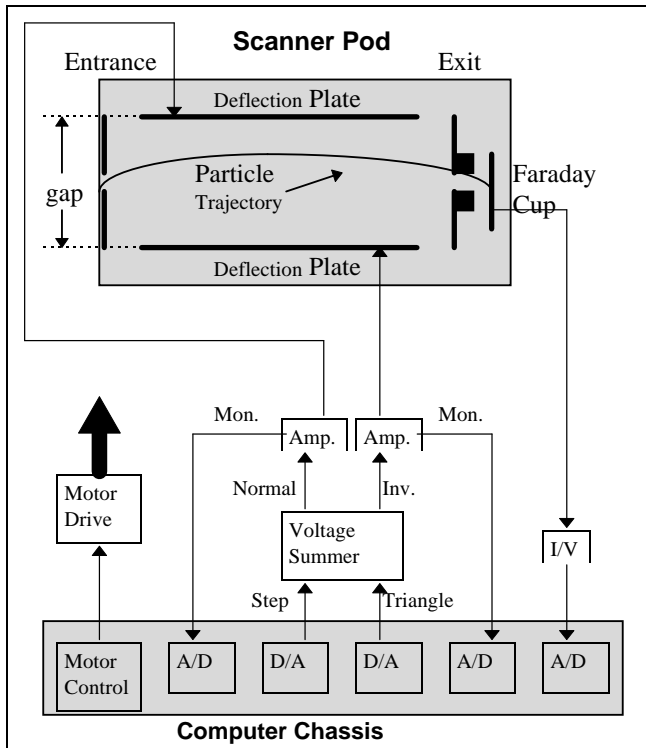 Scanner Pod
Entrance
Exit
Deflection Plate
gap
Particle
Trajectory
Faraday
Cup
Deflection Plate
Mon.
Amp.
Amp.
Mon.
Normal
Inv.
Motor
Drive
Voltage
Summer
I/V
Step
Triangle
Motor
Control
A/D
D/A
D/A
A/D
A/D
Computer Chassis